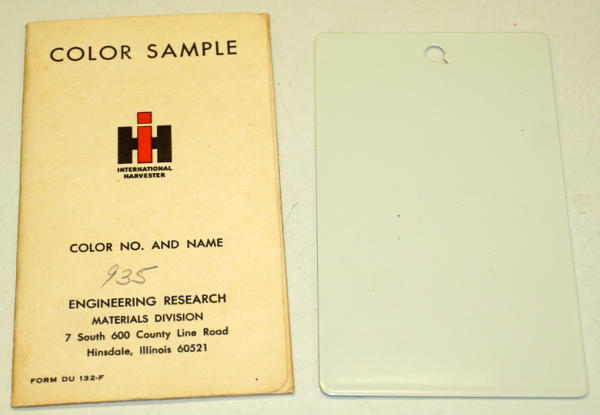 COLOR SAMPLE
IH
INTERNATIONAL
HARVESTER
COLOR NO. AND NAME
935
ENGINEERING RESEARCH
MATERIALS DIVISION
7 South 600 County Line Road
Hinsdale, Illinois 60521
FORM DU 132-F